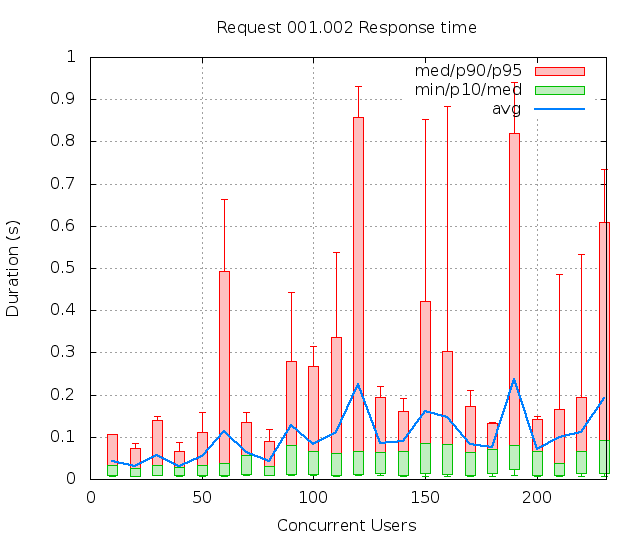 Request 001.002 Response time
1
0.9
0.8
0.7
0.6
0.5
0.4
0.3
0.2
0.1
0
Duration (s)
med/p90/p95
min/p10/med
avg
0 50 100 150 200
Concurrent Users